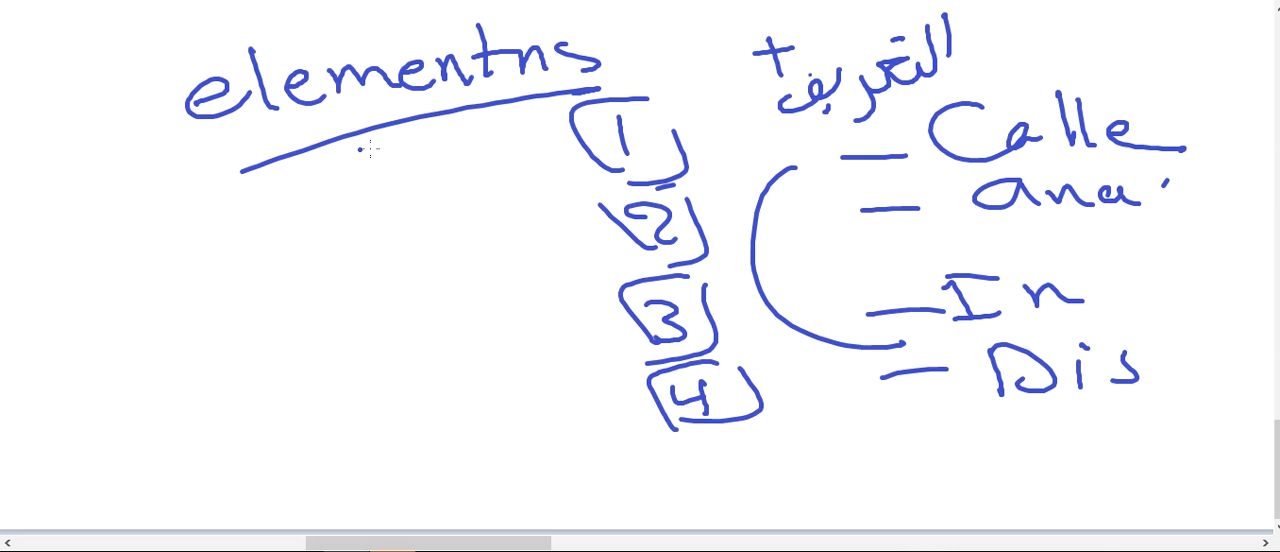 elementns
+ التعريف
1
2
3
4
— Calle
— ana'
— In
— Dis